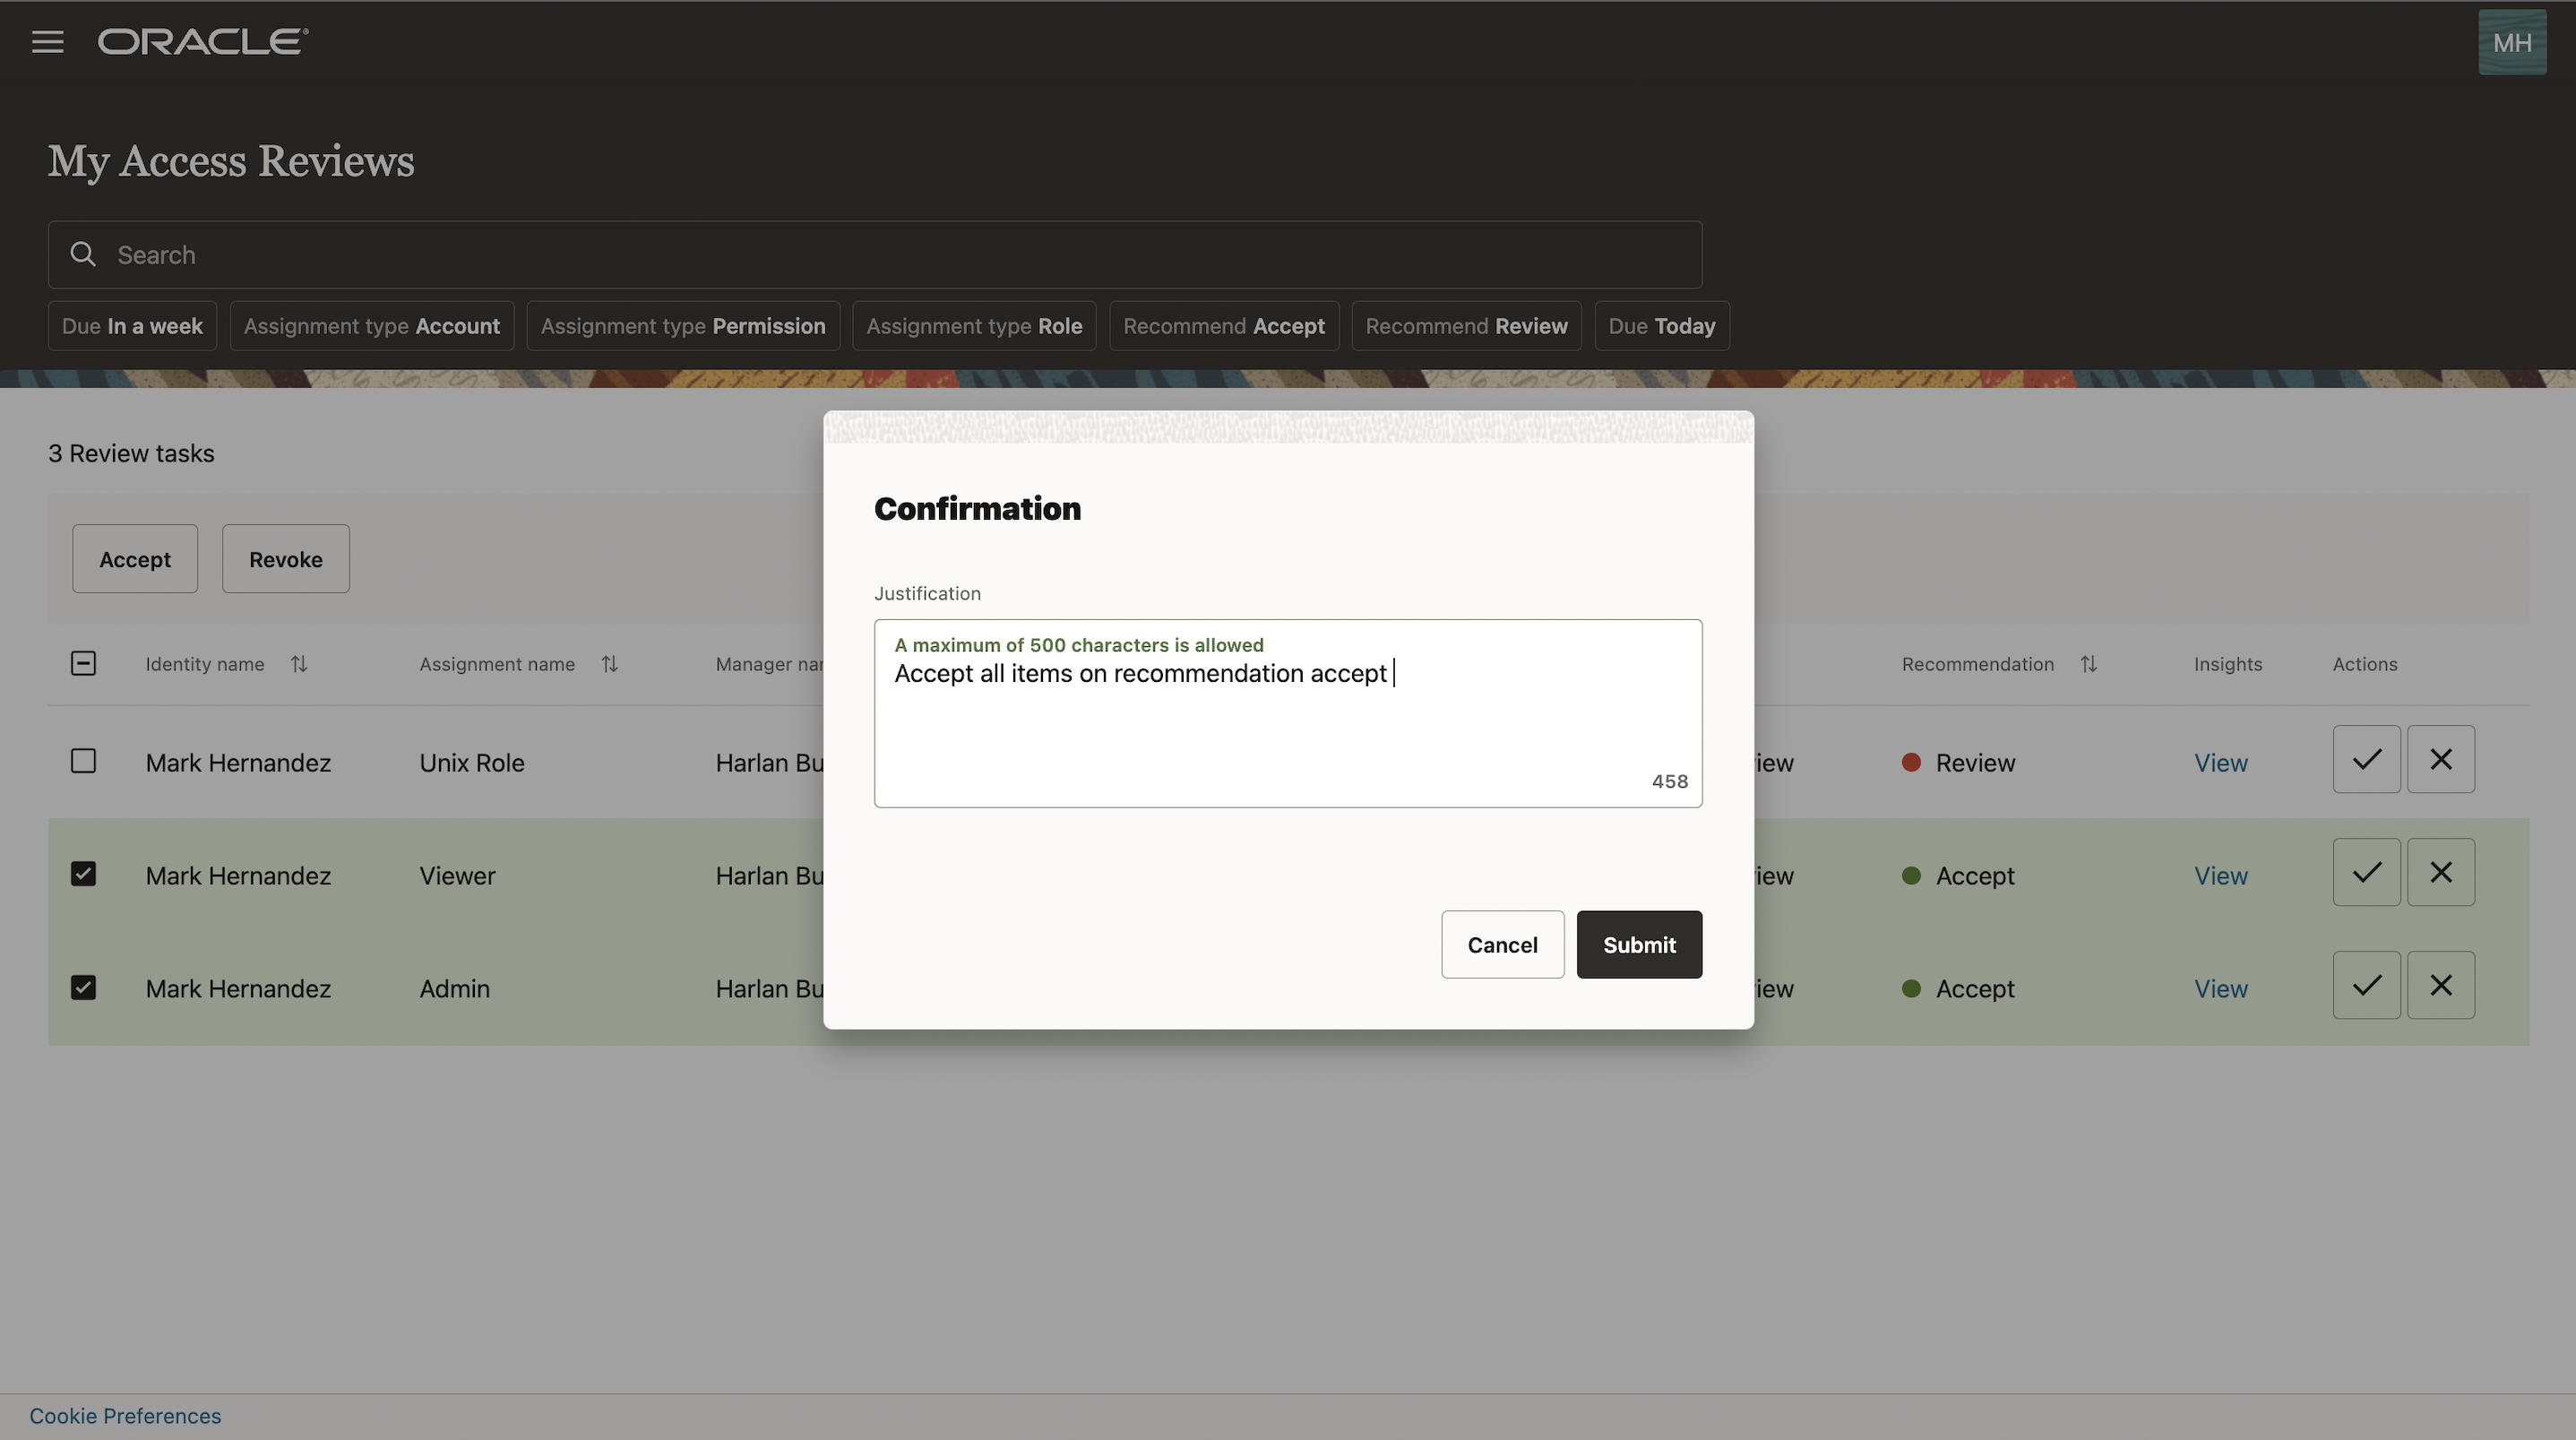 ORACLE
MH
My Access Reviews
Search
Due In a week Assignment type Account Assignment type Permission Assignment type Role Recommend Accept Recommend Review Due Today
3 Review tasks
Accept Revoke
Identity name Assignment name Manager nar Recommendation Insights Actions
Mark Hernandez Unix Role Harlan Bu iew Review View
Mark Hernandez Viewer Harlan Bu iew Accept View
Mark Hernandez Admin Harlan Bu iew Accept View
Confirmation
Justification
A maximum of 500 characters is allowed
Accept all items on recommendation accept
458
Cancel Submit
Cookie Preferences